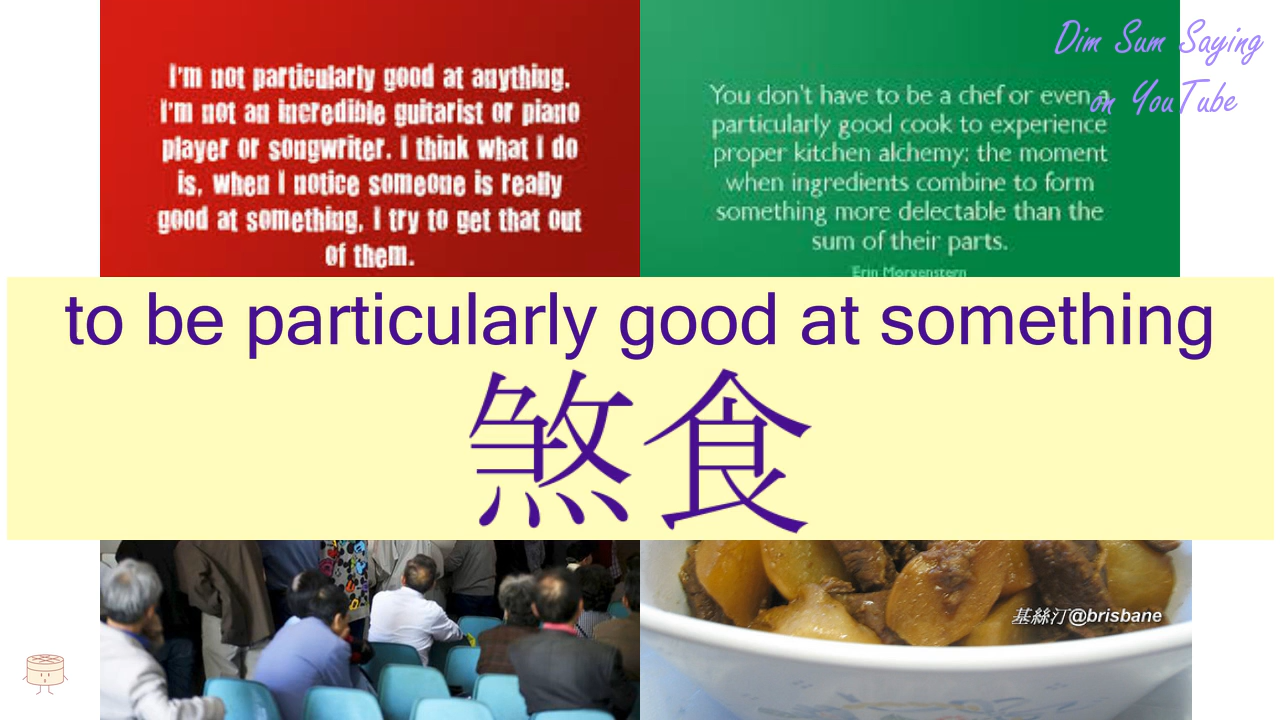 I'm not particularly good at anything.
I'm not an incredible guitarist or piano
player or songwriter. I think what I do
is, when I notice someone is really
good at something, I try to get that out
of them.
You don't have to be a chef or even a
particularly good cook to experience
proper kitchen alchemy: the moment
when ingredients combine to form
something more delectable than the
sum of their parts.
Erin Morgenstern
Dim Sum Saying
on YouTube
to be particularly good at something
煞食
基絲汀@brisbane